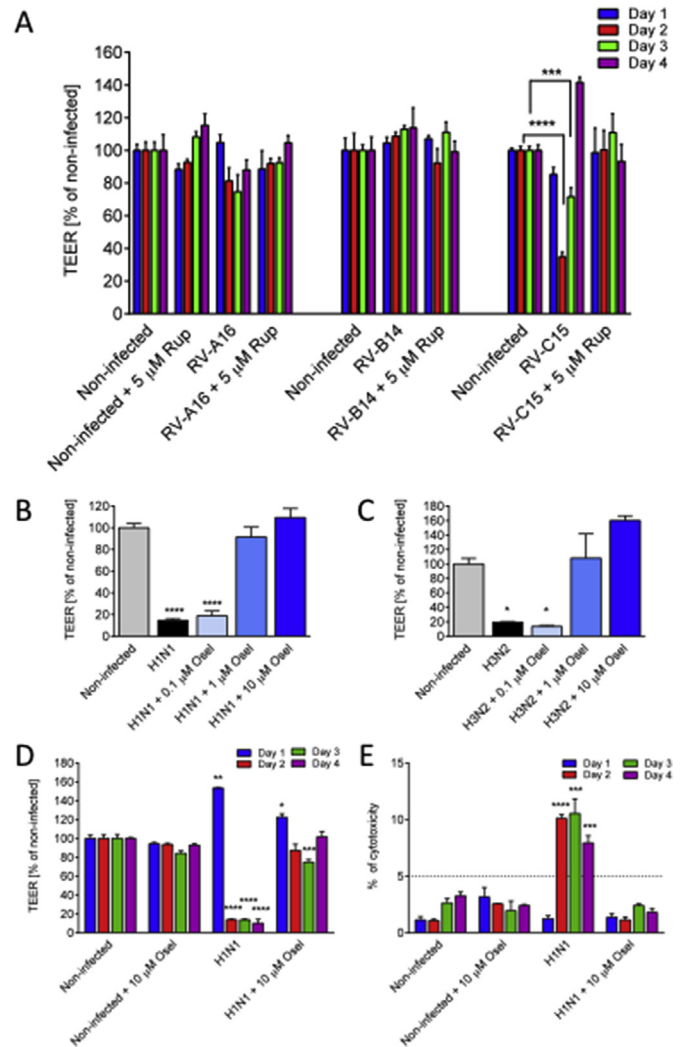 A
Day 1
Day 2
Day 3
Day 4
TEER [% of non-infected]
160
140
120
100
80
60
40
20
0
***
****
Non-infected
Non-infected + 5 µM Rup
RV-A16
RV-A16 + 5 µM Rup
Non-infected
RV-B14
RV-B14 + 5 µM Rup
Non-infected
RV-C15
RV-C15 + 5 µM Rup
B
TEER [% of non-infected]
120
100
80
60
40
20
0
****
****
Non-infected
H1N1
H1N1 + 0.1 µM Osel
H1N1 + 1 µM Osel
H1N1 + 10 µM Osel
C
TEER [% of non-infected]
180
160
140
120
100
80
60
40
20
0
*
*
Non-infected
H3N2
H3N2 + 0.1 µM Osel
H3N2 + 1 µM Osel
H3N2 + 10 µM Osel
D
Day 1
Day 3
Day 2
Day 4
TEER [% of non-infected]
180
160
140
120
100
80
60
40
20
0
**
****
****
****
*
***
Non-infected
Non-infected + 10 µM Osel
H1N1
H1N1 + 10 µM Osel
E
Day 1
Day 3
Day 2
Day 4
% of cytotoxicity
15
10
5
0
****
***
***
Non-infected
Non-infected + 10 µM Osel
H1N1
H1N1 + 10 µM Osel